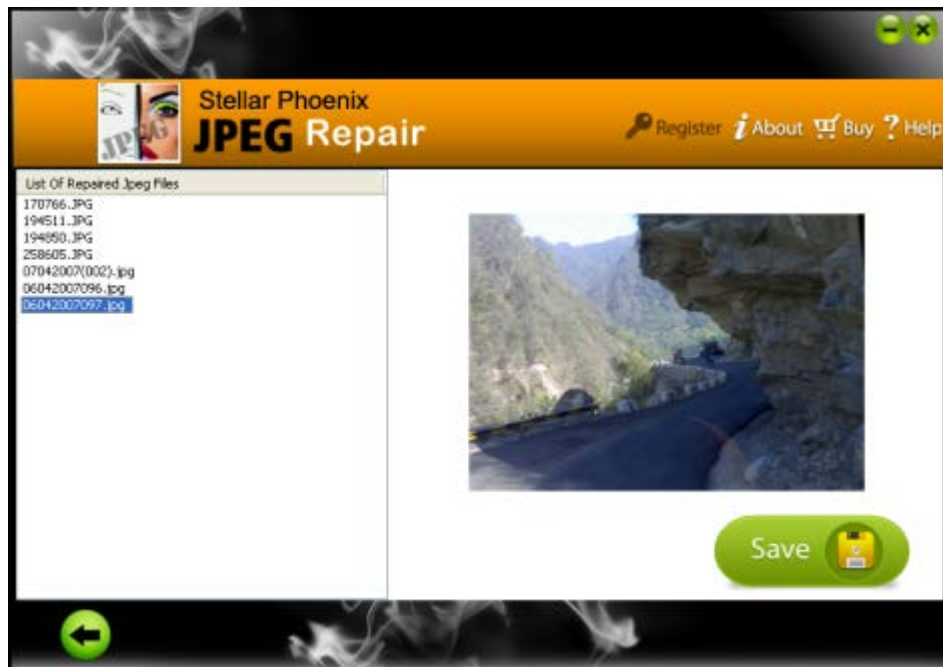 Stellar Phoenix
JPEG Repair
JPEG
Register About Buy ? Help
List Of Repaired Jpeg Files
170766.JPG
194511.JPG
194850.JPG
258605.JPG
07042007(002).jpg
06042007096.jpg
06042007097.jpg
Save